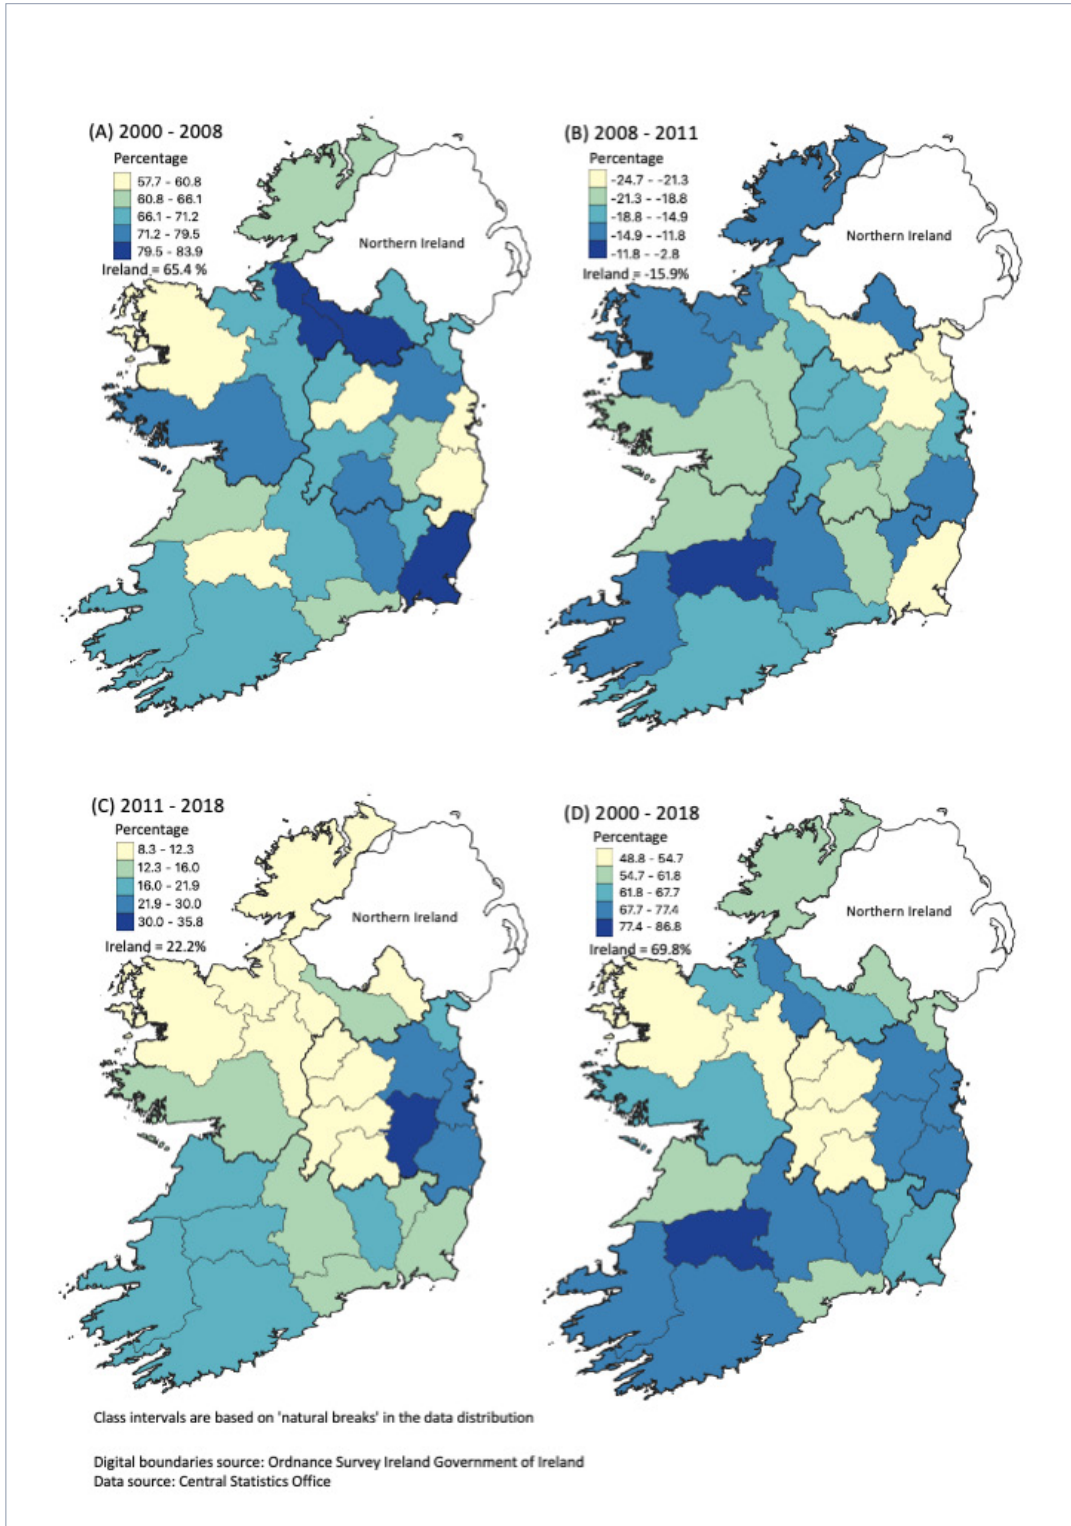 (A) 2000 - 2008
Percentage
57.7 - 60.8
60.8 - 66.1
66.1 - 71.2
71.2 - 79.5
79.5 - 83.9
Ireland = 65.4 %
Northern Ireland
(B) 2008 - 2011
Percentage
-24.7 - -21.3
-21.3 - -18.8
-18.8 - -14.9
-14.9 - -11.8
-11.8 - -2.8
Ireland = -15.9%
Northern Ireland
(C) 2011 - 2018
Percentage
8.3 - 12.3
12.3 - 16.0
16.0 - 21.9
21.9 - 30.0
30.0 - 35.8
Ireland = 22.2%
Northern Ireland
(D) 2000 - 2018
Percentage
48.8 - 54.7
54.7 - 61.8
61.8 - 67.7
67.7 - 77.4
77.4 - 86.8
Ireland = 69.8%
Northern Ireland
Class intervals are based on 'natural breaks' in the data distribution
Digital boundaries source: Ordnance Survey Ireland Government of Ireland
Data source: Central Statistics Office